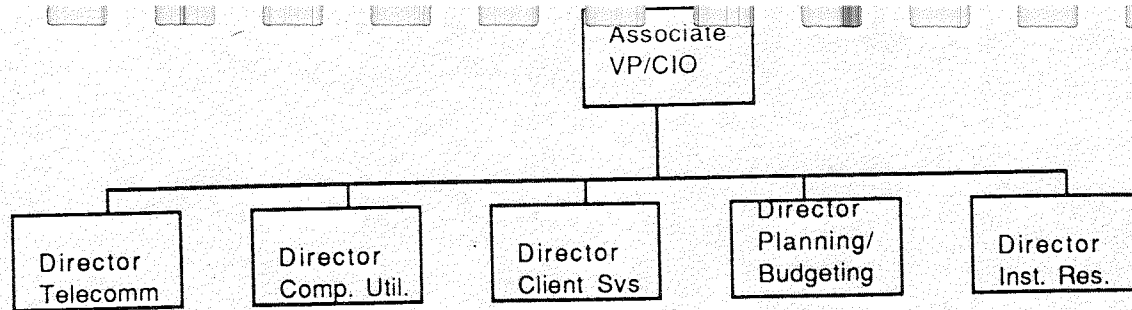 Associate
VP/CIO
Director
Telecomm
Director
Comp. Util.
Director
Client Svs
Director
Planning/
Budgeting
Director
Inst. Res.